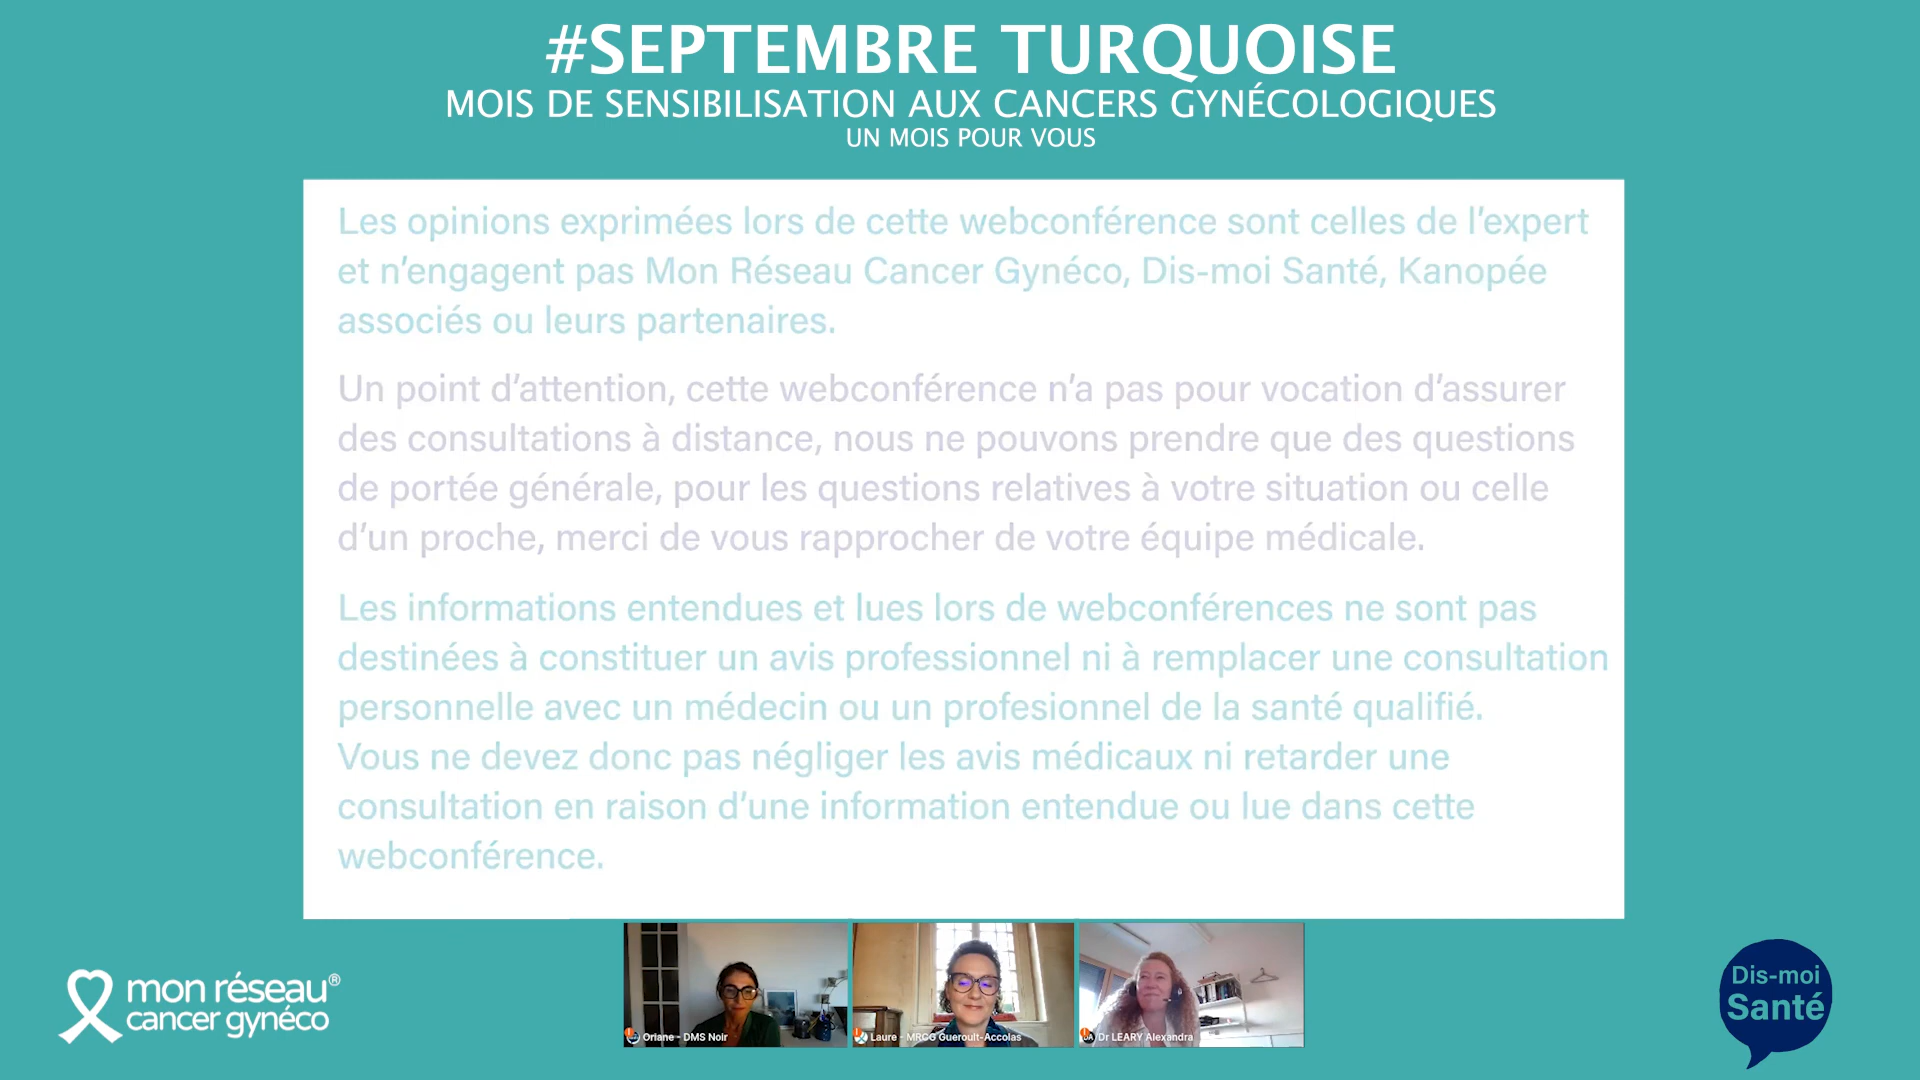 #SEPTEMBRE TURQUOISE
MOIS DE SENSIBILISATION AUX CANCERS GYNÉCOLOGIQUES
UN MOIS POUR VOUS
Les opinions exprimées lors de cette webconférence sont celles de l'expert
et n'engagent pas Mon Réseau Cancer Gynéco, Dis-moi Santé, Kanopée
associés ou leurs partenaires.
Un point d'attention, cette webconférence n'a pas pour vocation d'assurer
des consultations à distance, nous ne pouvons prendre que des questions
de portée générale, pour les questions relatives à votre situation ou celle
d'un proche, merci de vous rapprocher de votre équipe médicale.
Les informations entendues et lues lors de webconférences ne sont pas
destinées à constituer un avis professionnel ni à remplacer une consultation
personnelle avec un médecin ou un profesionnel de la santé qualifié.
Vous ne devez donc pas négliger les avis médicaux ni retarder une
consultation en raison d'une information entendue ou lue dans cette
webconférence.
mon réseau®
cancer gynéco
Oriane - DMS Noir
Laure - MRCG Gueroult-Accolas
Dr LEARY Alexandra
Dis-moi
Santé